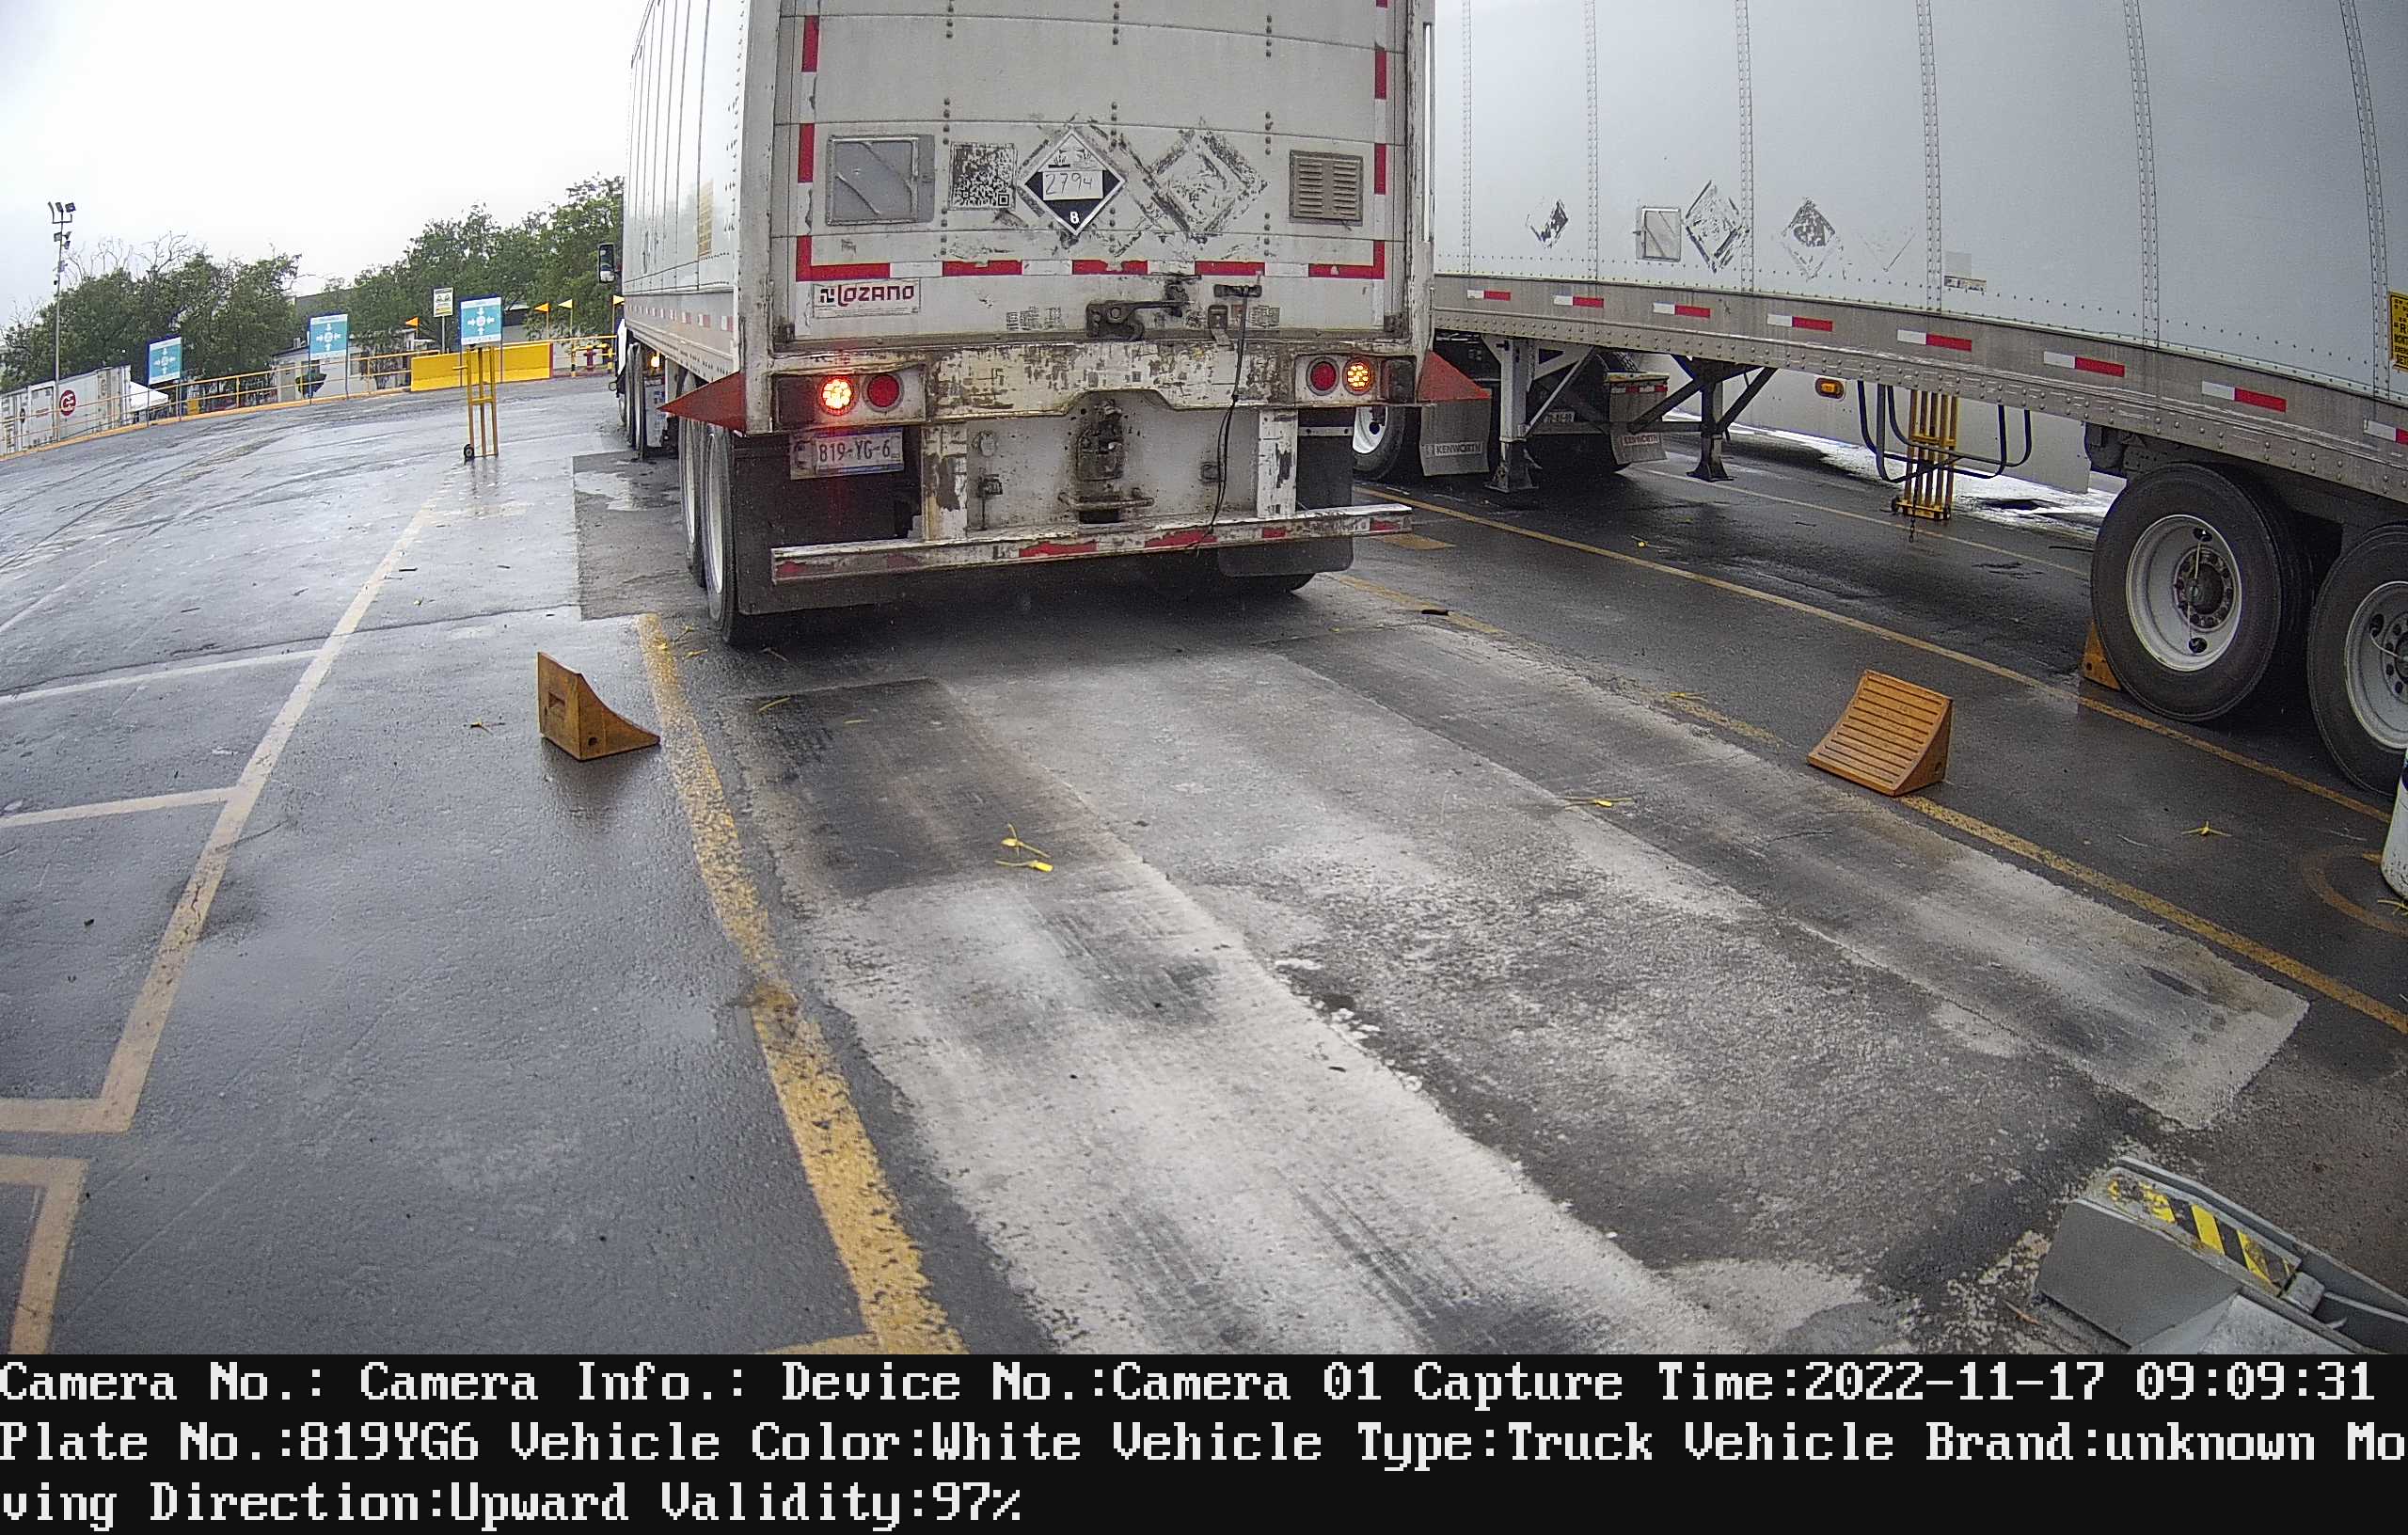 2794
8
LOZANO
819-YG-6
KENWORTH
KENWORTH
Camera No.: Camera Info.: Device No.:Camera 01 Capture Time:2022-11-17 09:09:31
Plate No.:819YG6 Vehicle Color:White Vehicle Type:Truck Vehicle Brand:unknown Mo
ving Direction:Upward Validity:97%